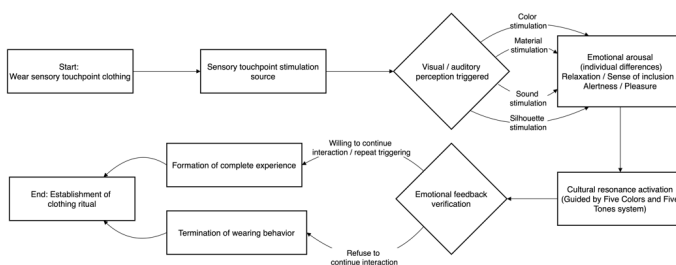 Start:
Wear sensory touchpoint clothing
Sensory touchpoint stimulation
source
Visual / auditory
perception triggered
Color
stimulation
Material
stimulation
Sound
stimulation
Silhouette
stimulation
Emotional arousal
(individual differences)
Relaxation / Sense of inclusion
Alertness / Pleasure
Cultural resonance activation
(Guided by Five Colors and Five
Tones system)
Emotional feedback
verification
Willing to continue
interaction / repeat triggering
Refuse to
continue interaction
Formation of complete experience
Termination of wearing behavior
End: Establishment of
clothing ritual